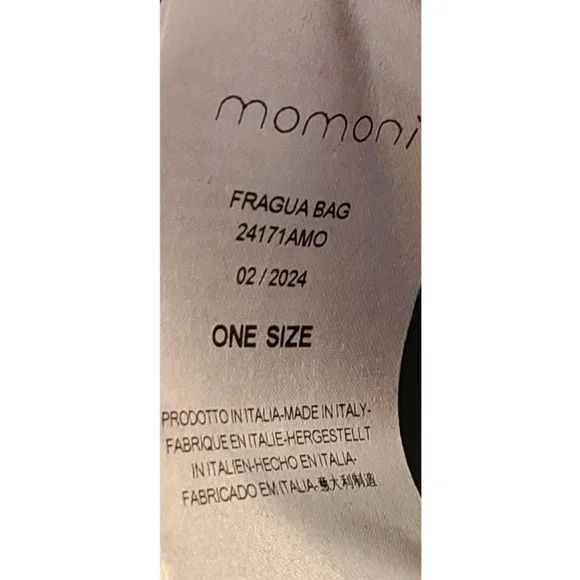 momoni
FRAGUA BAG
24171AMO
02 / 2024
ONE SIZE
PRODOTTO IN ITALIA-MADE IN ITALY-
FABRIQUE EN ITALIE-HERGESTELLT
IN ITALIEN-HECHO EN ITALIA-
FABRICADO EM ITALIA-意大利制造